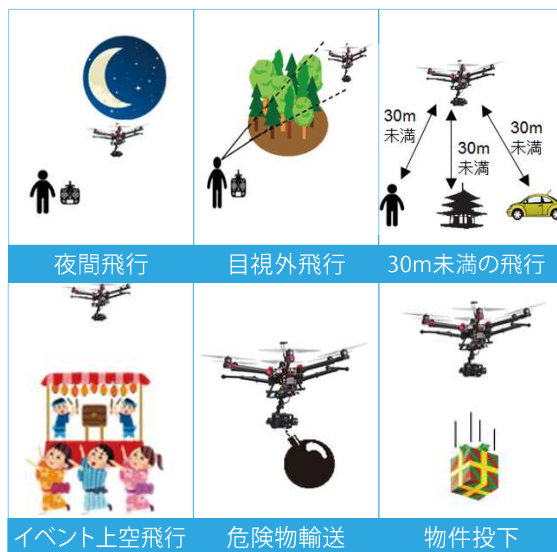 30m
未満
30m
未満
30m
未満
夜間飛行
目視外飛行
30m未満の飛行
イベント上空飛行
危険物輸送
物件投下